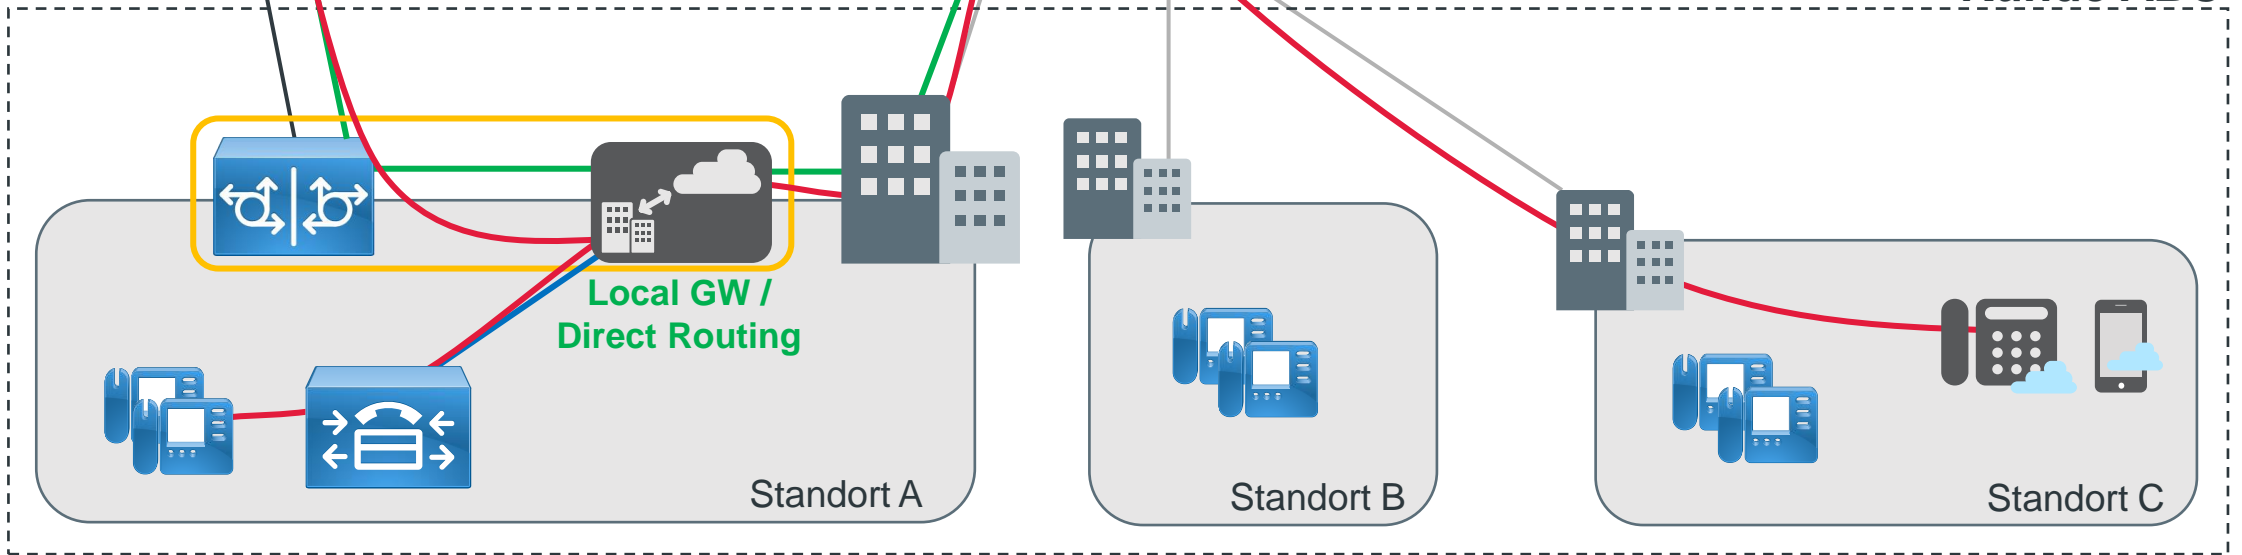 Local GW /
Direct Routing
Standort A
Standort B
Standort C